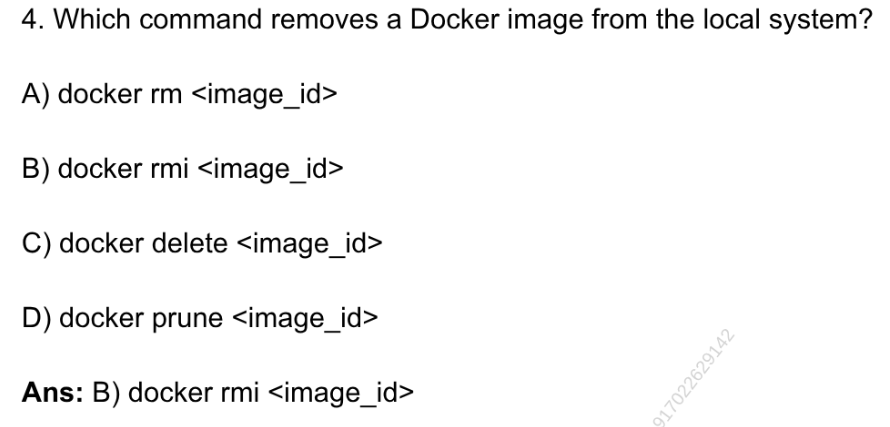 4. Which command removes a Docker image from the local system?
A) docker rm <image_id>
B) docker rmi <image_id>
C) docker delete <image_id>
D) docker prune <image_id>
Ans: B) docker rmi <image_id>
917022629142